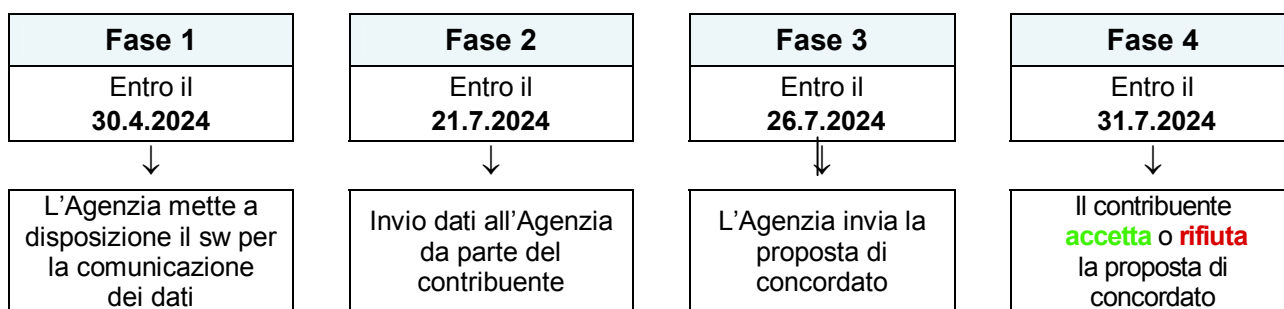 Fase 1
Entro il
30.4.2024
↓
L'Agenzia mette a
disposizione il sw per
la comunicazione
dei dati
Fase 2
Entro il
21.7.2024
↓
Invio dati all'Agenzia
da parte del
contribuente
Fase 3
Entro il
26.7.2024
L'Agenzia invia la
proposta di
concordato
Fase 4
Entro il
31.7.2024
↓
Il contribuente
accetta o rifiuta
la proposta di
concordato